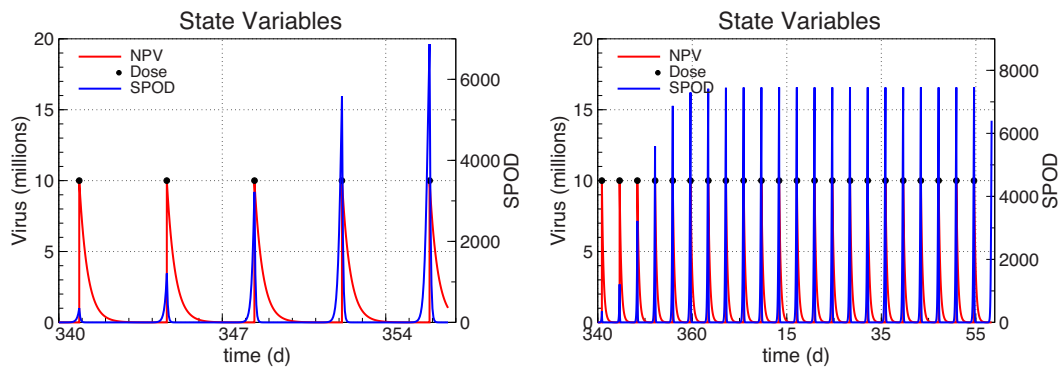 State Variables
NPV
Dose
SPOD
20
15
10
5
0
Virus (millions)
6000
4000
2000
0
SPOD
340
347
354
time (d)
State Variables
NPV
Dose
SPOD
20
15
10
5
0
Virus (millions)
8000
6000
4000
2000
0
SPOD
340
360
15
35
55
time (d)